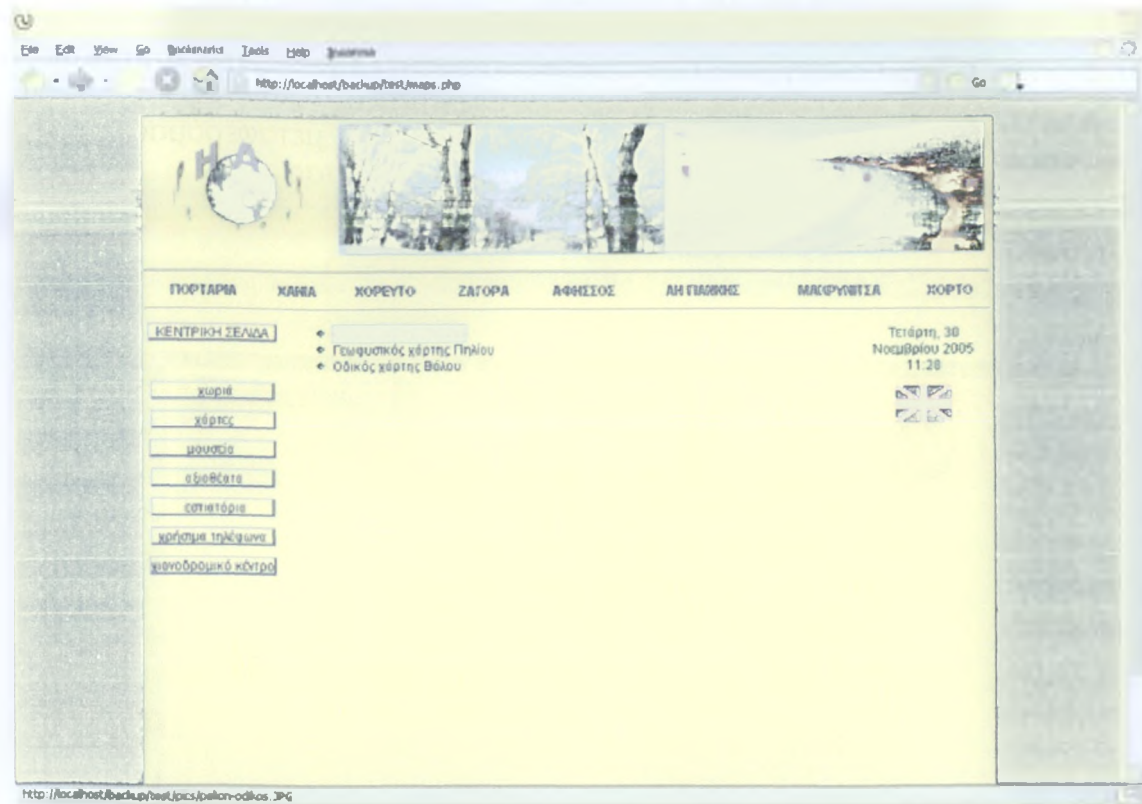 File Edit View Go Bookmarks Tools Help
http://localhost/backup/test/maps.php
Go
ΠΟΡΤΑΡΙΑ ΧΑΝΙΑ ΧΟΡΕΥΤΟ ΖΑΓΟΡΑ ΑΦΗΣΣΟΣ ΑΗ ΓΙΑΝΝΗΣ ΜΑΚΡΥΝΙΤΣΑ ΧΟΡΤΟ
ΚΕΝΤΡΙΚΗ ΣΕΛΙΔΑ
Γεωφυσικός χάρτης Πηλίου
Οδικός χάρτης Βόλου
Τετάρτη, 30
Νοεμβρίου 2005
11:28
χωριά
χάρτες
μουσεία
αξιοθέατα
εστιατόρια
χρήσιμα τηλέφωνα
χιονοδρομικό κέντρο
http://localhost/backup/test/pics/pelion-odikos.JPG